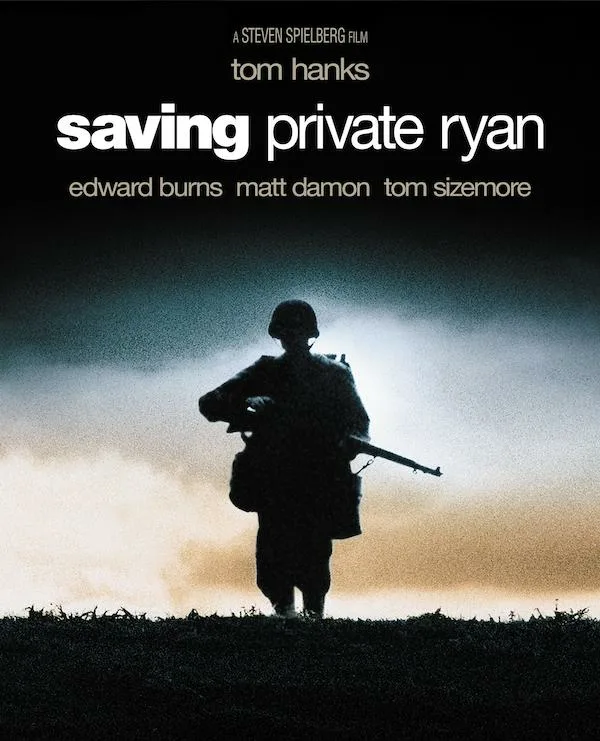 A STEVEN SPIELBERG FILM
tom hanks
saving private ryan
edward burns matt damon tom sizemore